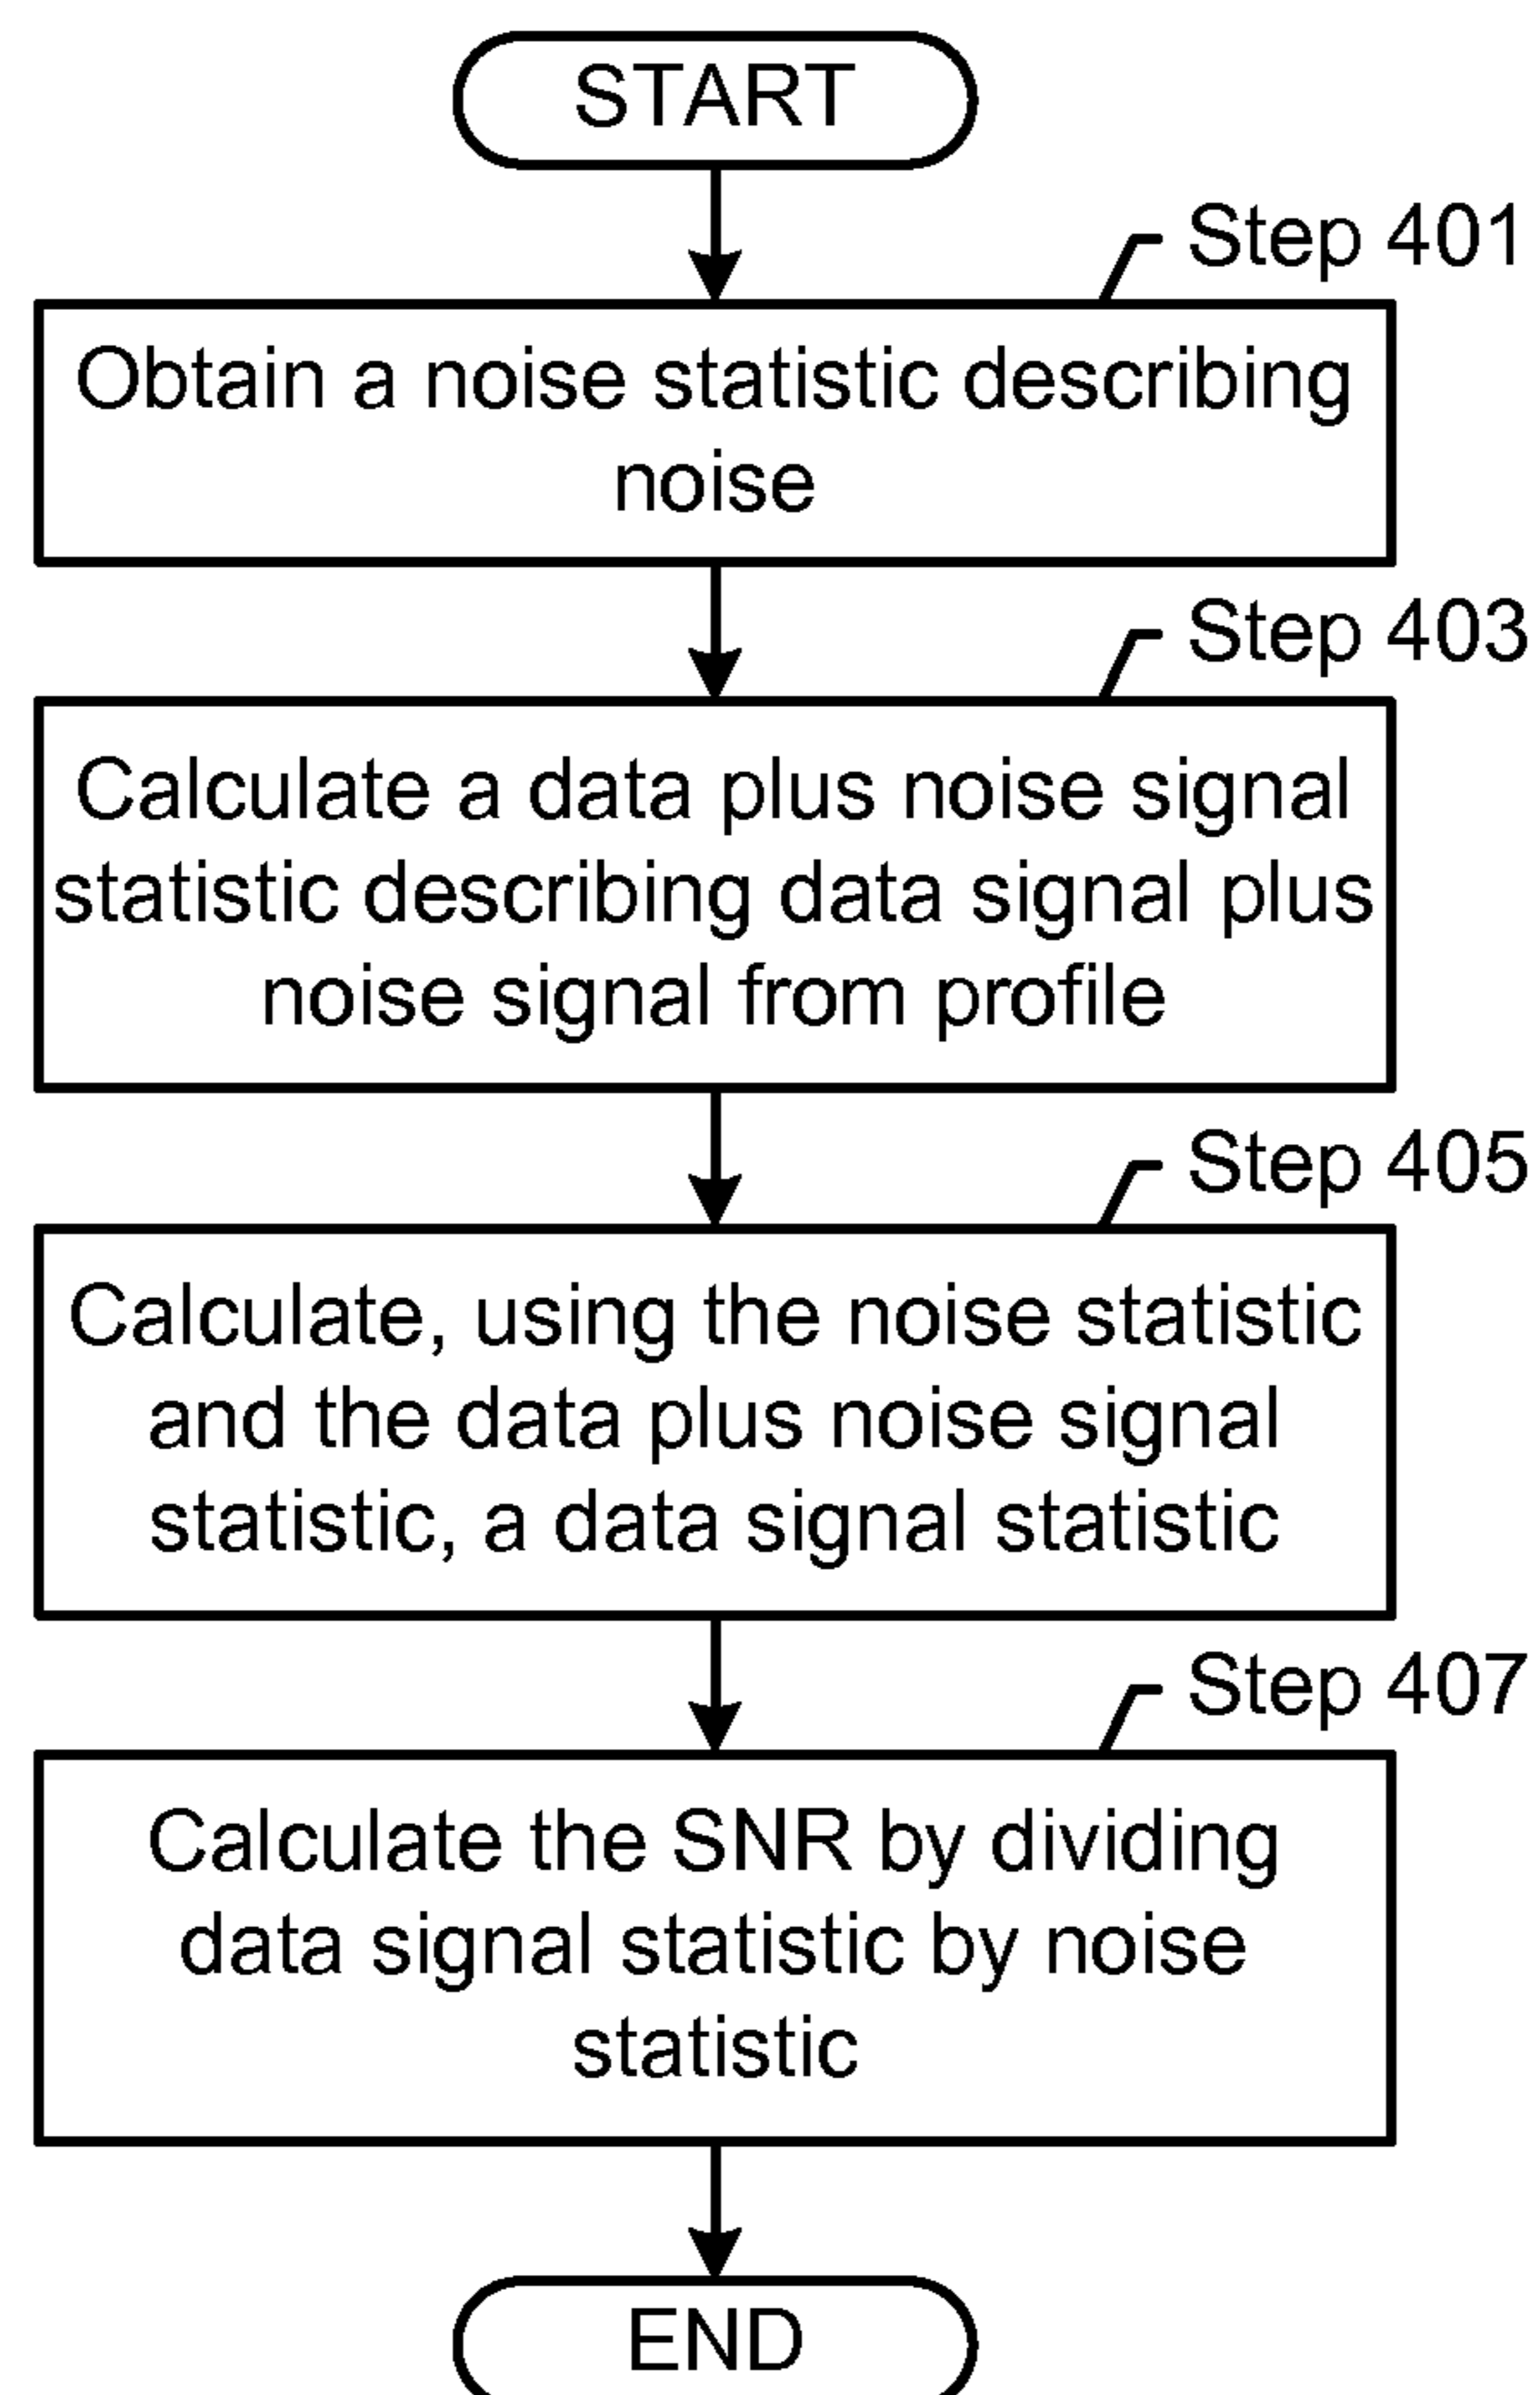 START
Step 401
Obtain a noise statistic describing
noise
Step 403
Calculate a data plus noise signal
statistic describing data signal plus
noise signal from profile
Step 405
Calculate, using the noise statistic
and the data plus noise signal
statistic, a data signal statistic
Step 407
Calculate the SNR by dividing
data signal statistic by noise
statistic
END